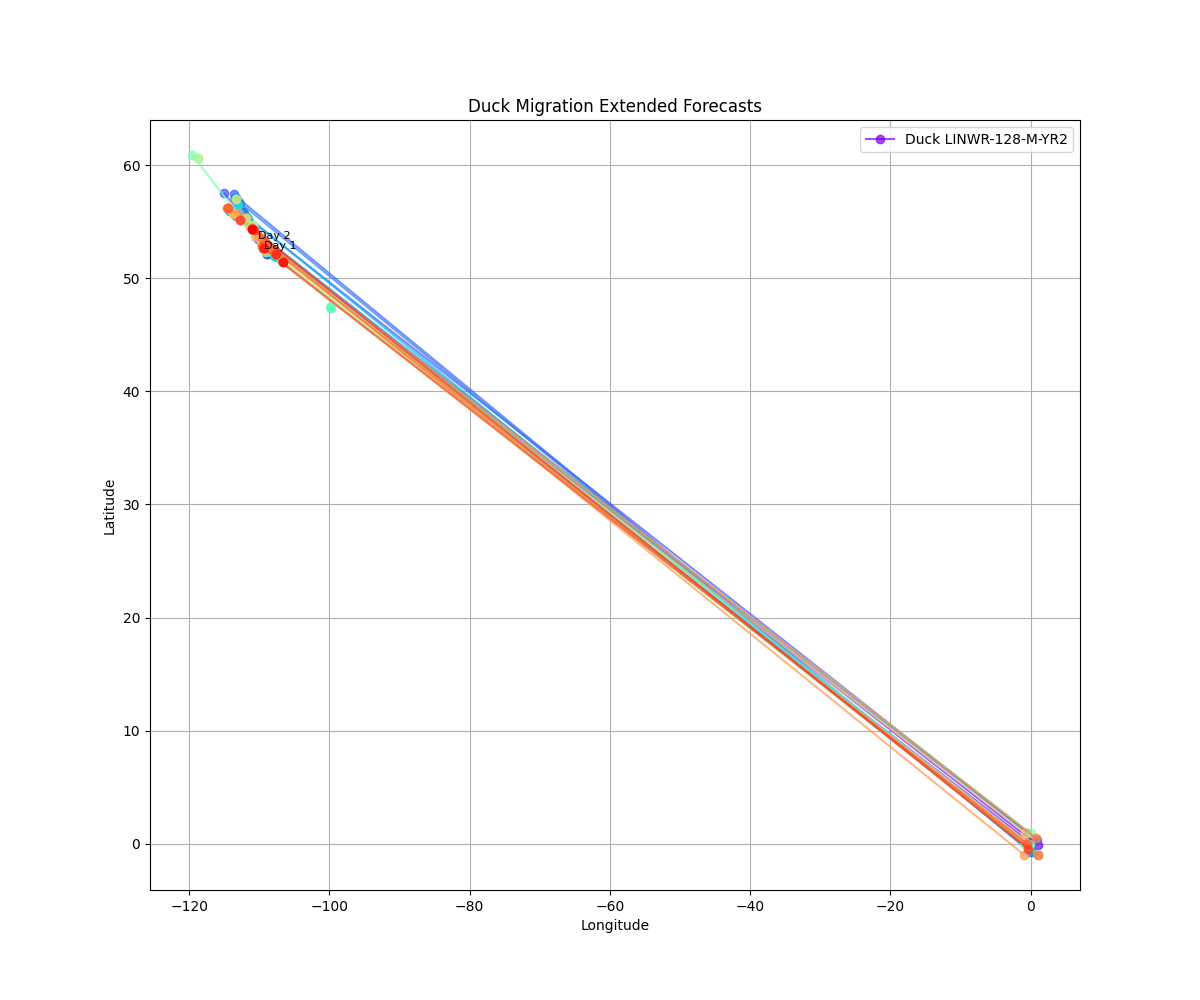 Duck Migration Extended Forecasts
Duck LINWR-128-M-YR2
Day 2
Day 1
60
50
40
30
20
10
0
Latitude
−120
−100
−80
−60
−40
−20
0
Longitude